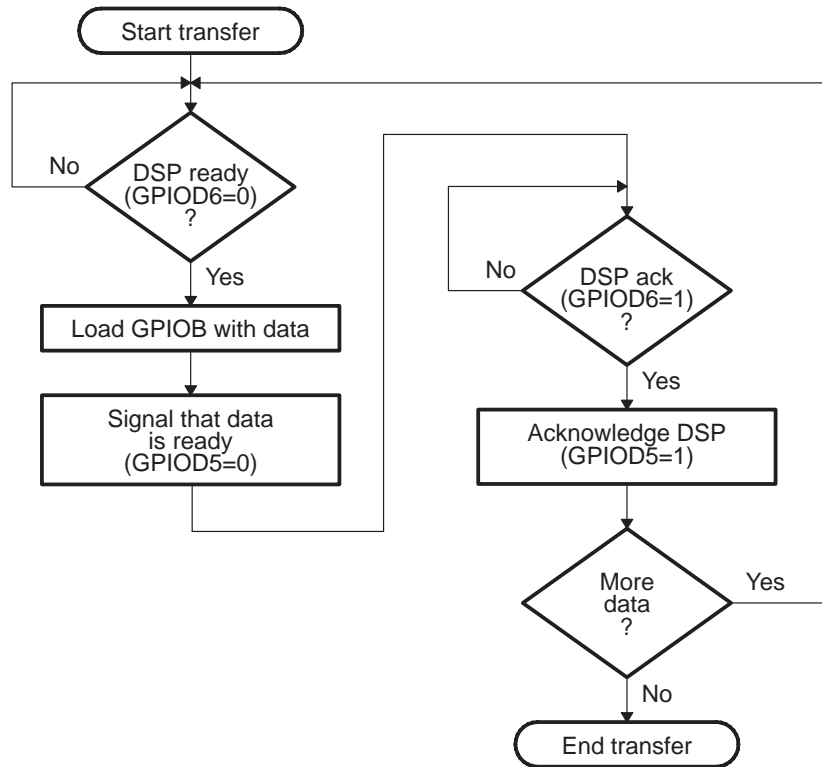 Start transfer
No
DSP ready
(GPIOD6=0)
?
Yes
Load GPIOB with data
Signal that data
is ready
(GPIOD5=0)
No
DSP ack
(GPIOD6=1)
?
Yes
Acknowledge DSP
(GPIOD5=1)
More
data
?
Yes
No
End transfer